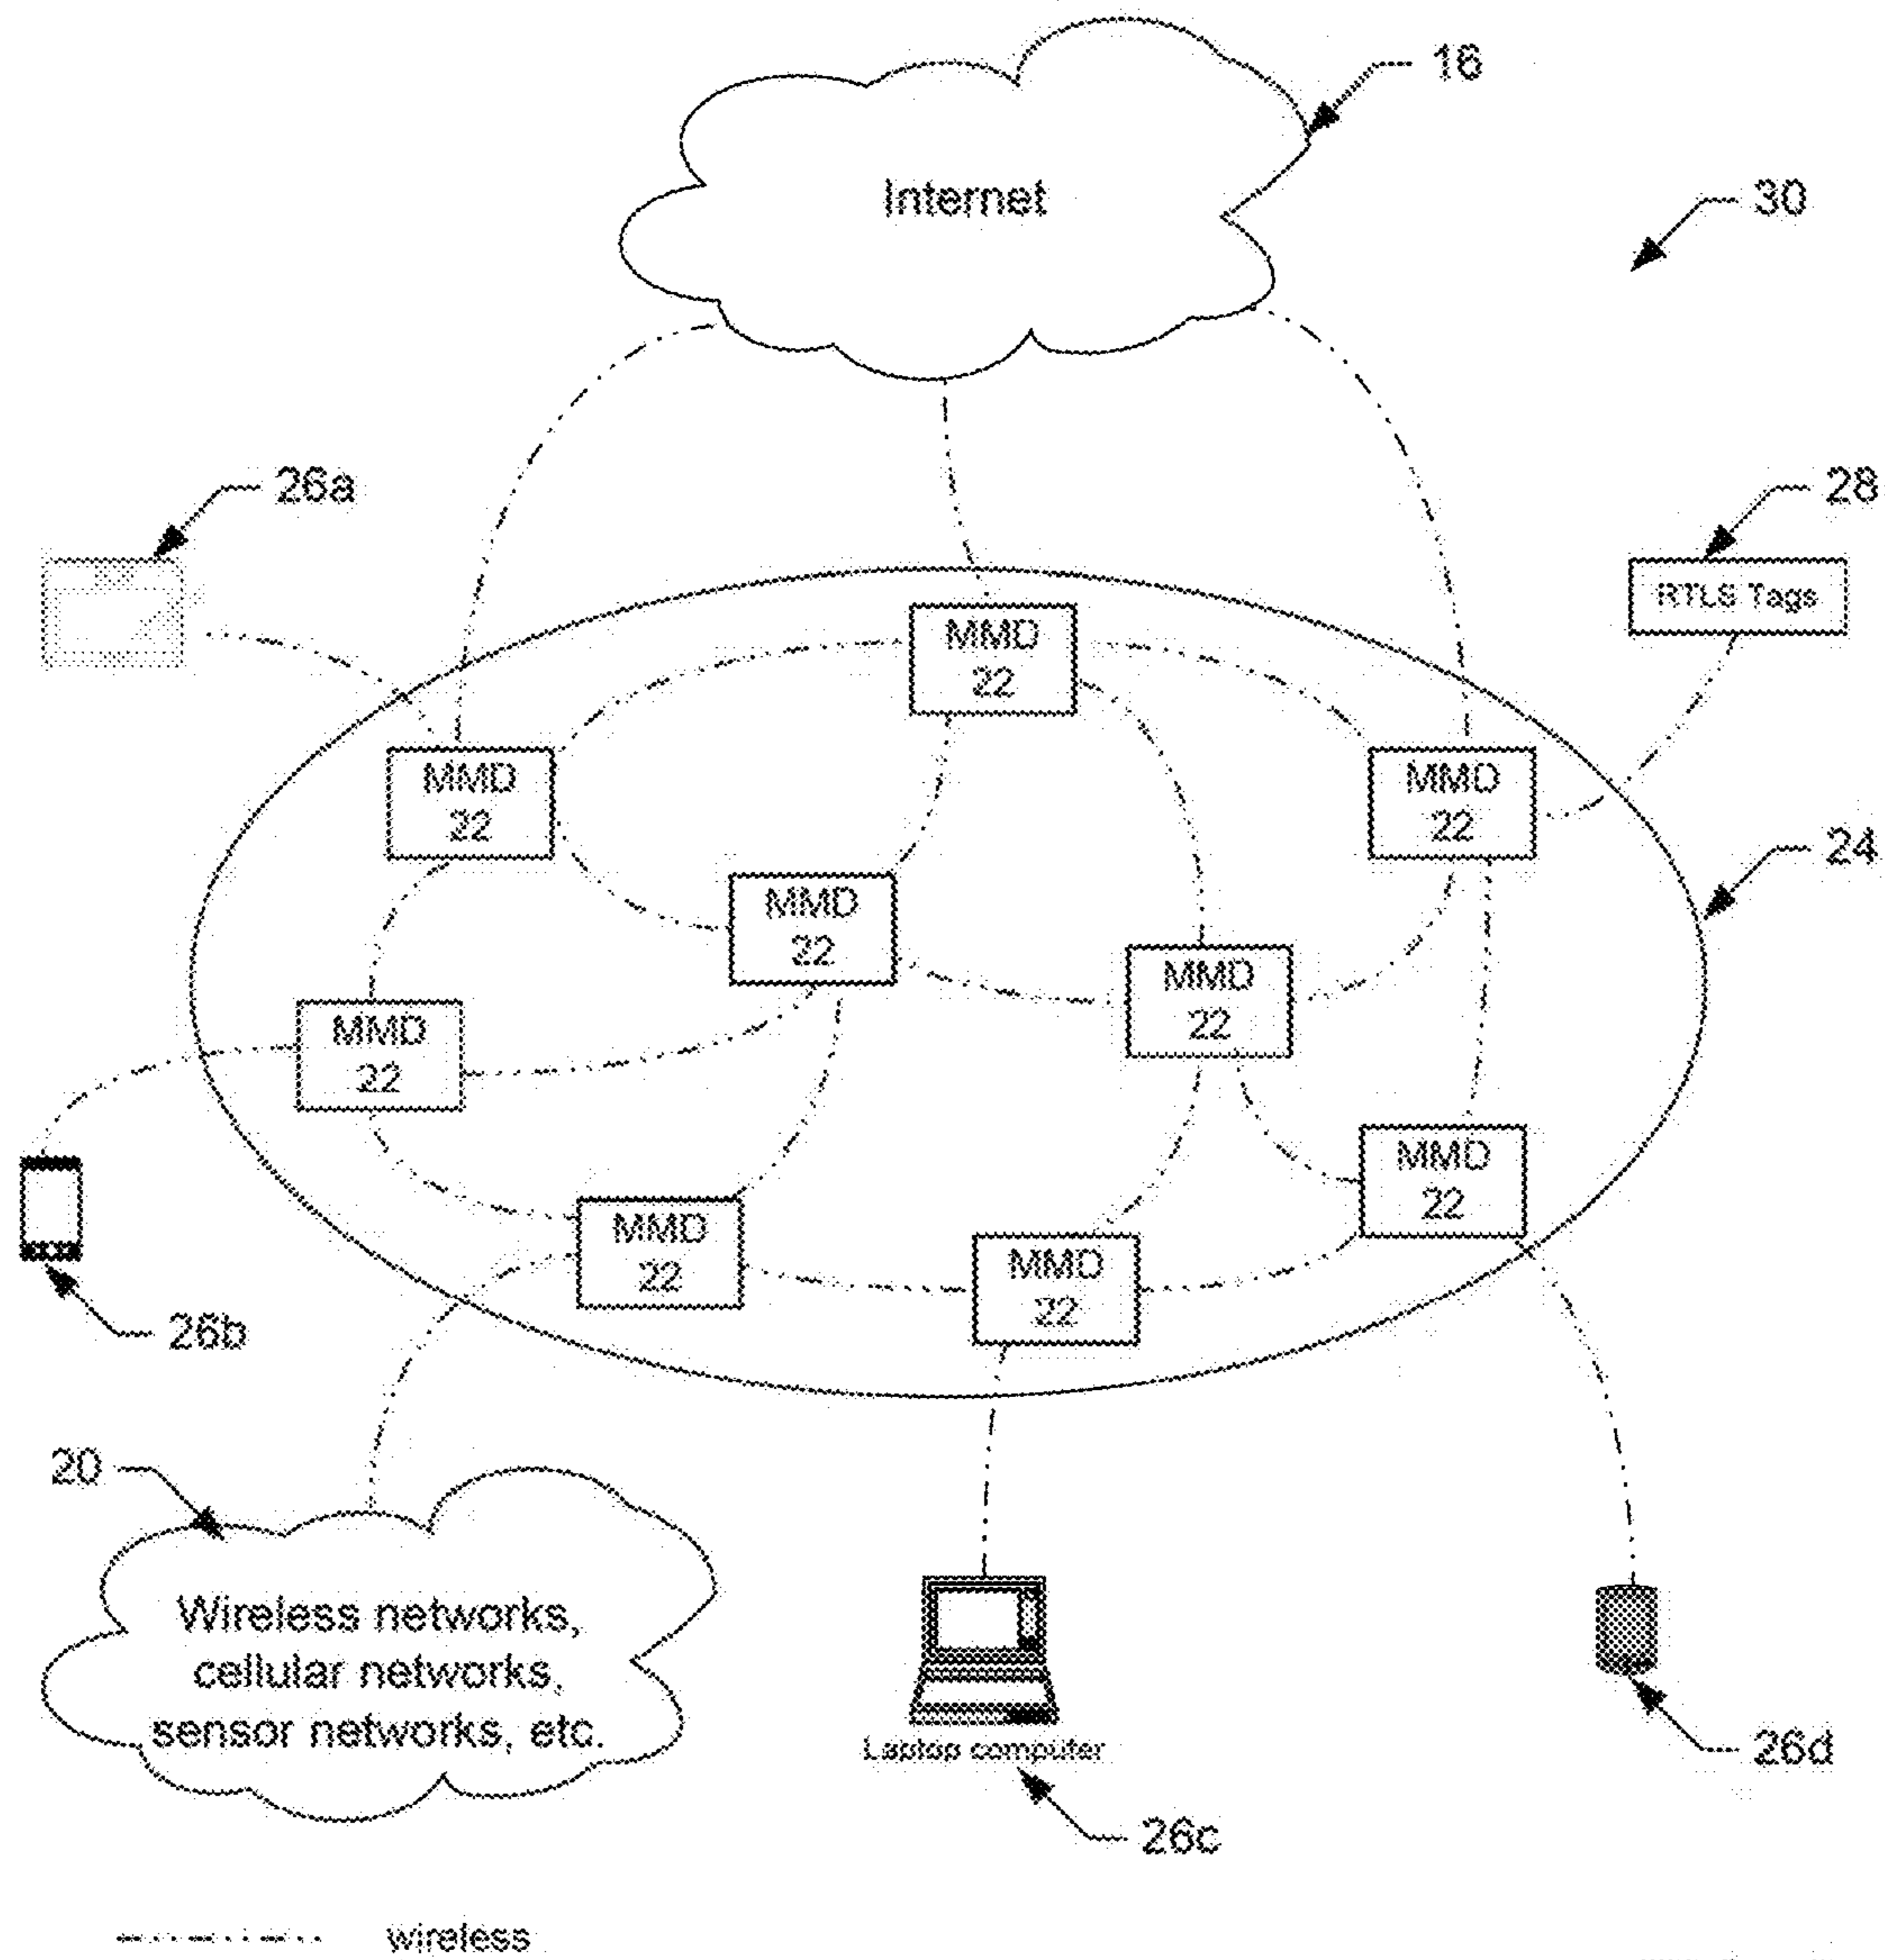 16
Internet
30
26a
28
RTLS Tags
MMD
22
MMD
22
MMD
22
24
MMD
22
MMD
22
MMD
22
MMD
22
MMD
22
MMD
22
26b
20
Wireless networks,
cellular networks,
sensor networks, etc.
Laptop computer
26d
26c
wireless